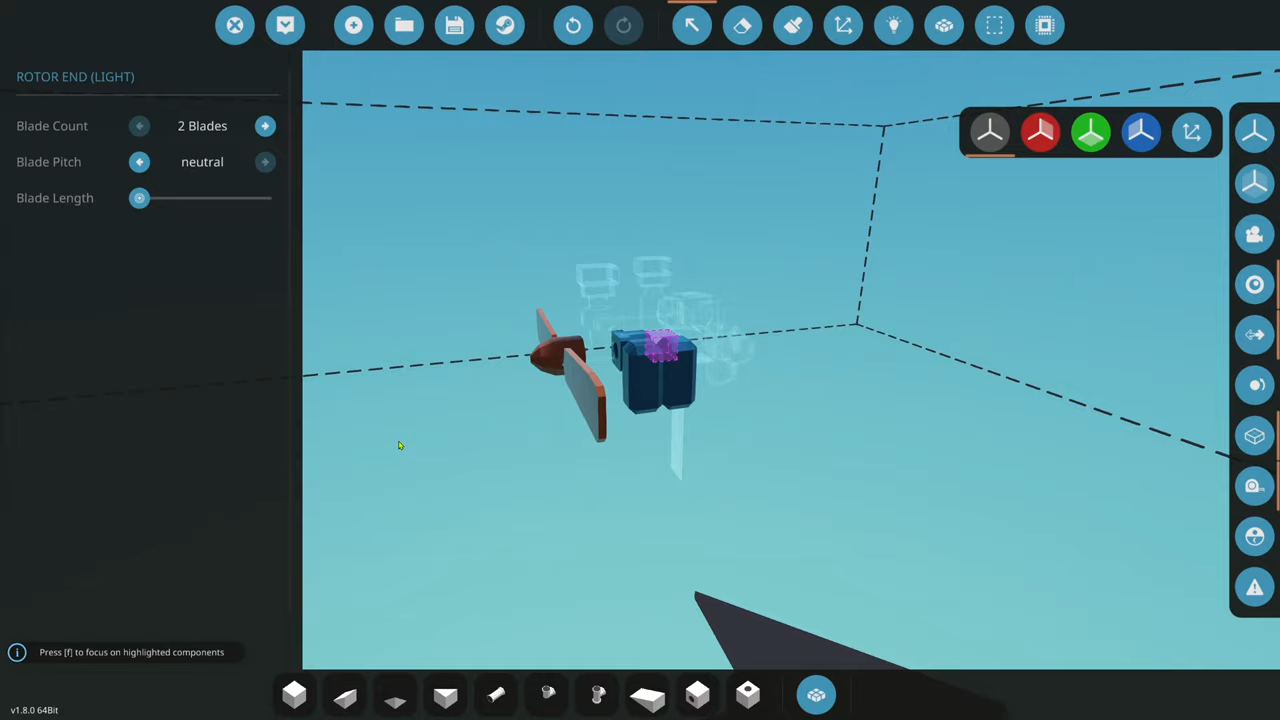 ROTOR END (LIGHT)
Blade Count 2 Blades
Blade Pitch neutral
Blade Length
Press [f] to focus on highlighted components
v1.8.0 64Bit